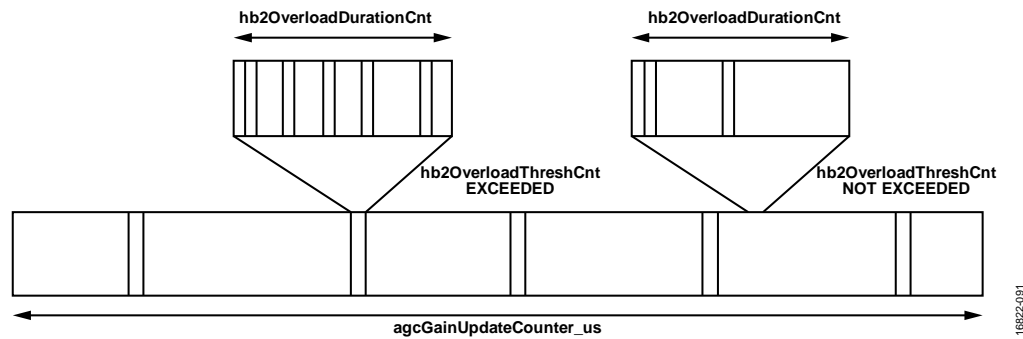 hb2OverloadDurationCnt
hb2OverloadDurationCnt
hb2OverloadThreshCnt
EXCEEDED
hb2OverloadThreshCnt
NOT EXCEEDED
agcGainUpdateCounter_us
16822-091